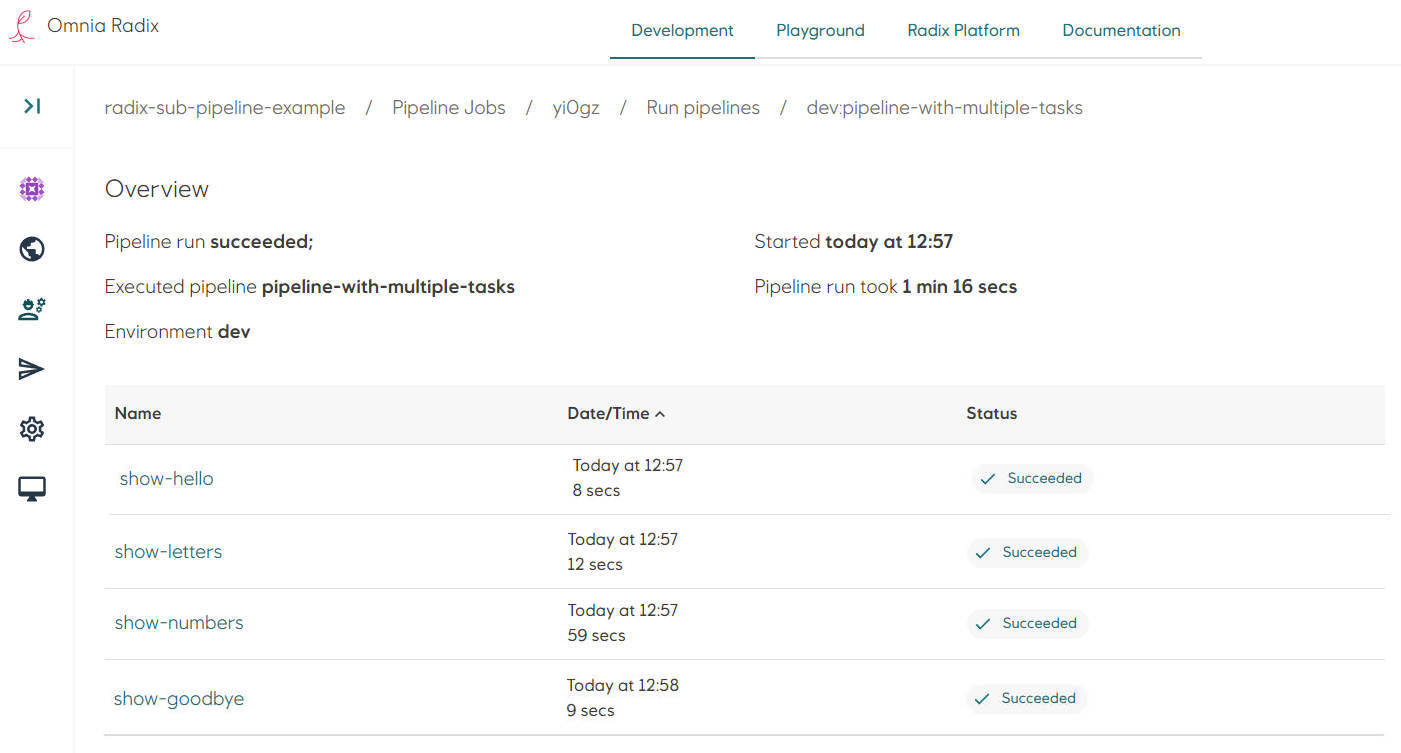 Omnia Radix
Development Playground Radix Platform Documentation
radix-sub-pipeline-example / Pipeline Jobs / yi0gz / Run pipelines / dev:pipeline-with-multiple-tasks
Overview
Pipeline run succeeded; Started today at 12:57
Executed pipeline pipeline-with-multiple-tasks Pipeline run took 1 min 16 secs
Environment dev
Name Date/Time Status
show-hello Today at 12:57 Succeeded
8 secs
show-letters Today at 12:57 Succeeded
12 secs
show-numbers Today at 12:57 Succeeded
59 secs
show-goodbye Today at 12:58 Succeeded
9 secs